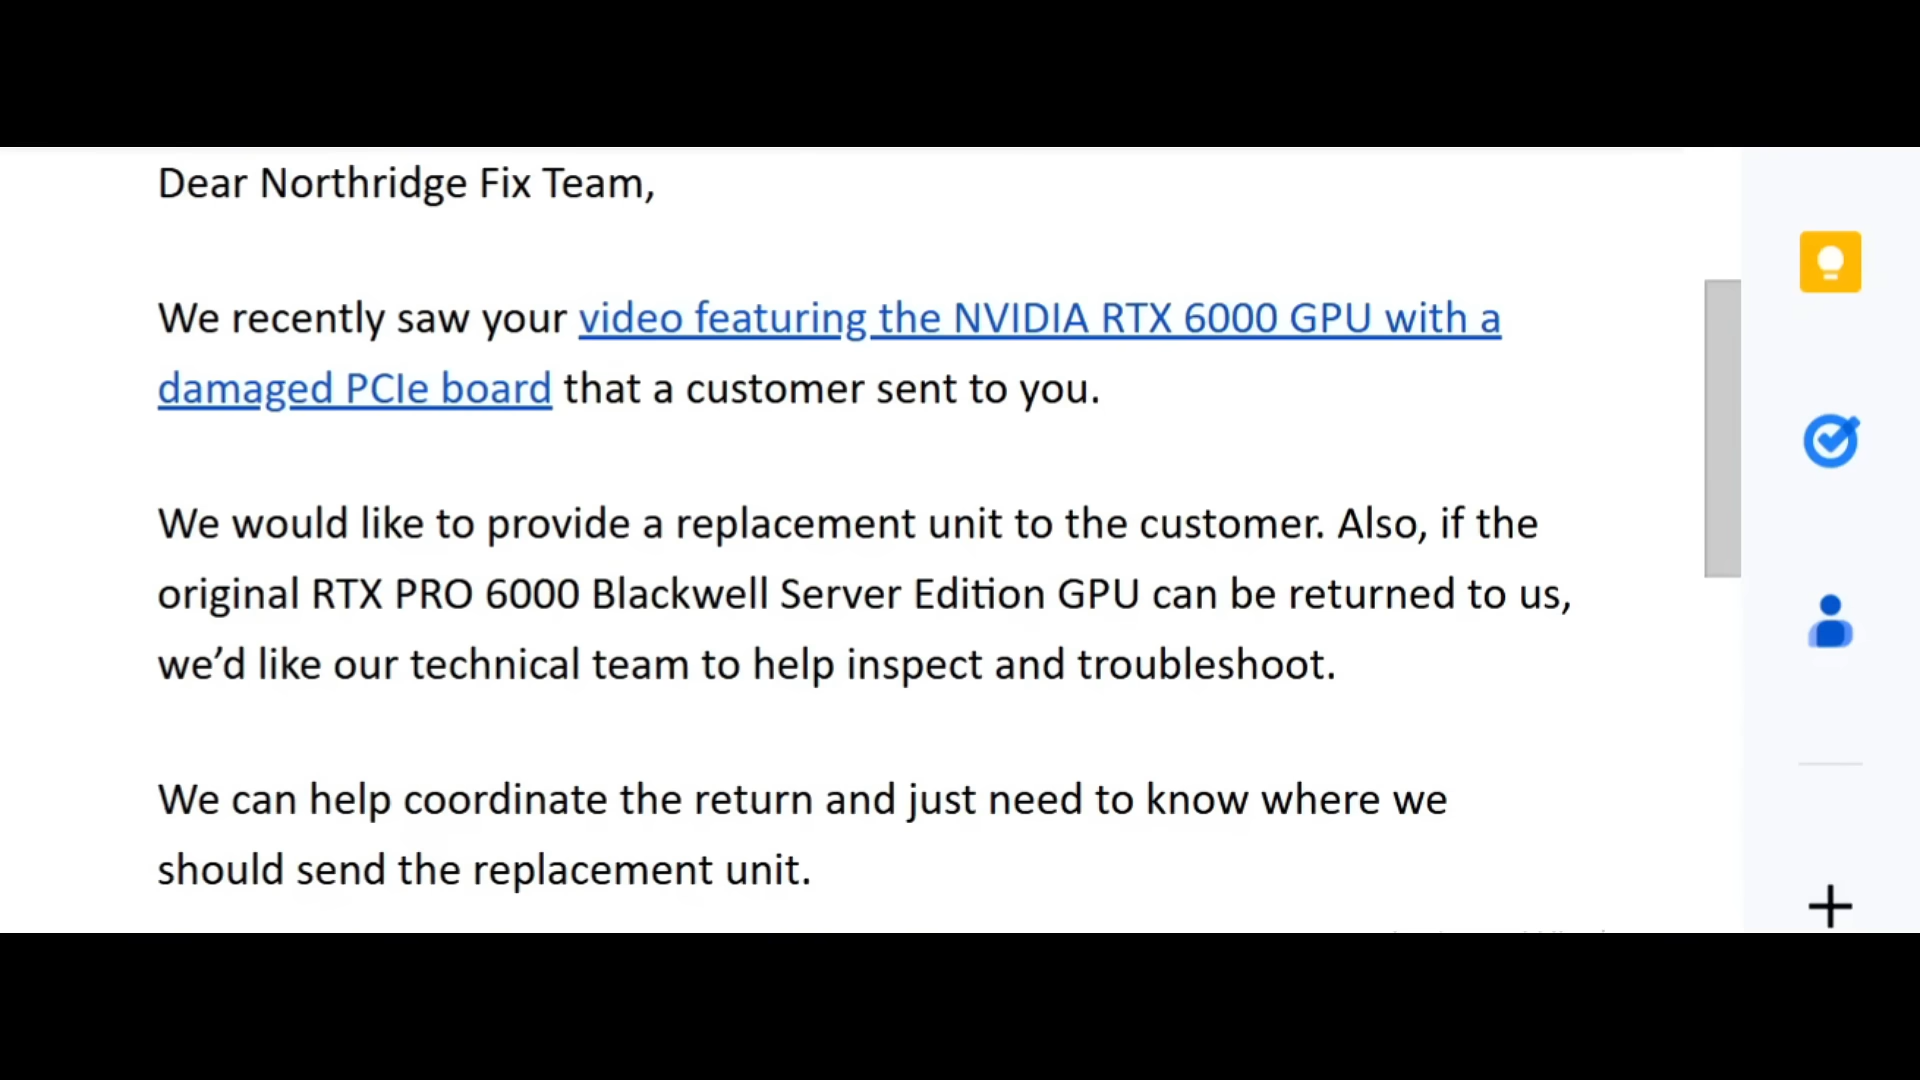 Dear Northridge Fix Team,
We recently saw your video featuring the NVIDIA RTX 6000 GPU with a
damaged PCIe board that a customer sent to you.
We would like to provide a replacement unit to the customer. Also, if the
original RTX PRO 6000 Blackwell Server Edition GPU can be returned to us,
we’d like our technical team to help inspect and troubleshoot.
We can help coordinate the return and just need to know where we
should send the replacement unit.